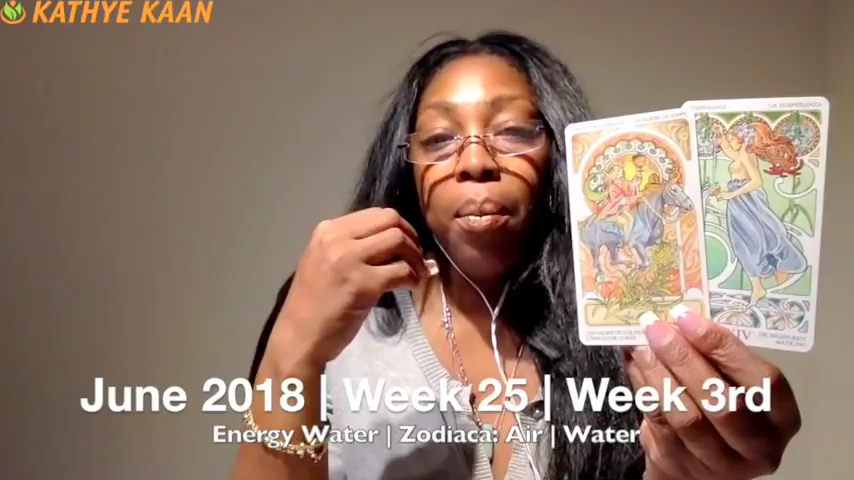 KATHYE KAAN
June 2018 | Week 25 | Week 3rd
Energy Water | Zodiaca: Air | Water
XIV